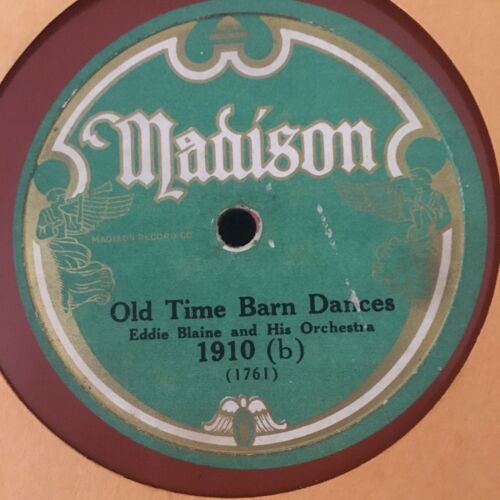 Madison
MADISON RECORD CO
Old Time Barn Dances
Eddie Blaine and His Orchestra
1910 (b)
(1761)